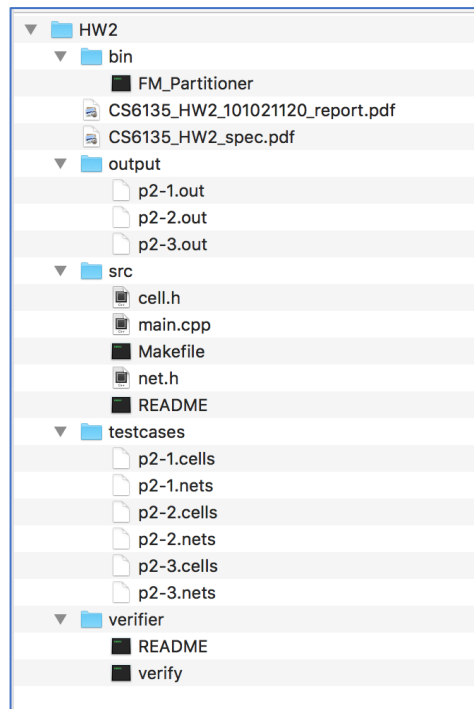 HW2
bin
FM_Partitioner
CS6135_HW2_101021120_report.pdf
CS6135_HW2_spec.pdf
output
p2-1.out
p2-2.out
p2-3.out
src
cell.h
main.cpp
Makefile
net.h
README
testcases
p2-1.cells
p2-1.nets
p2-2.cells
p2-2.nets
p2-3.cells
p2-3.nets
verifier
README
verify